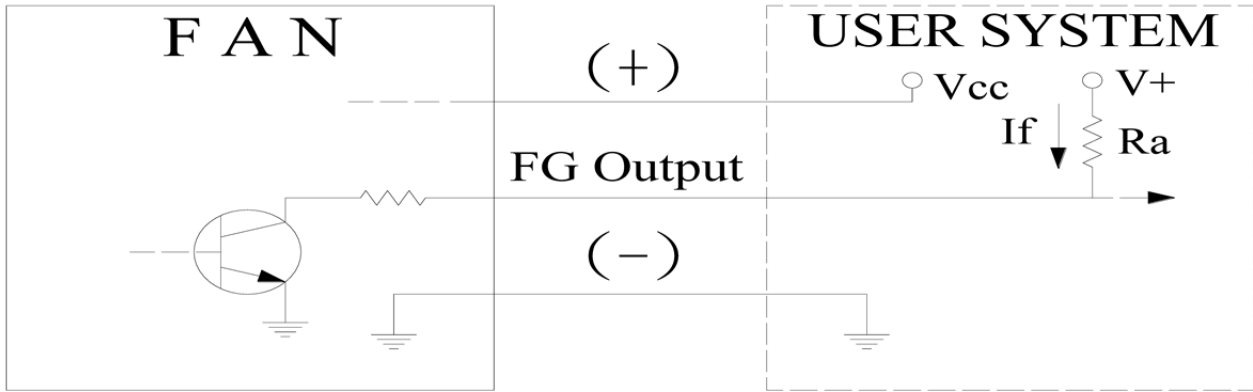 F A N
USER SYSTEM
(+)
Vcc
V+
If
Ra
FG Output
(-)